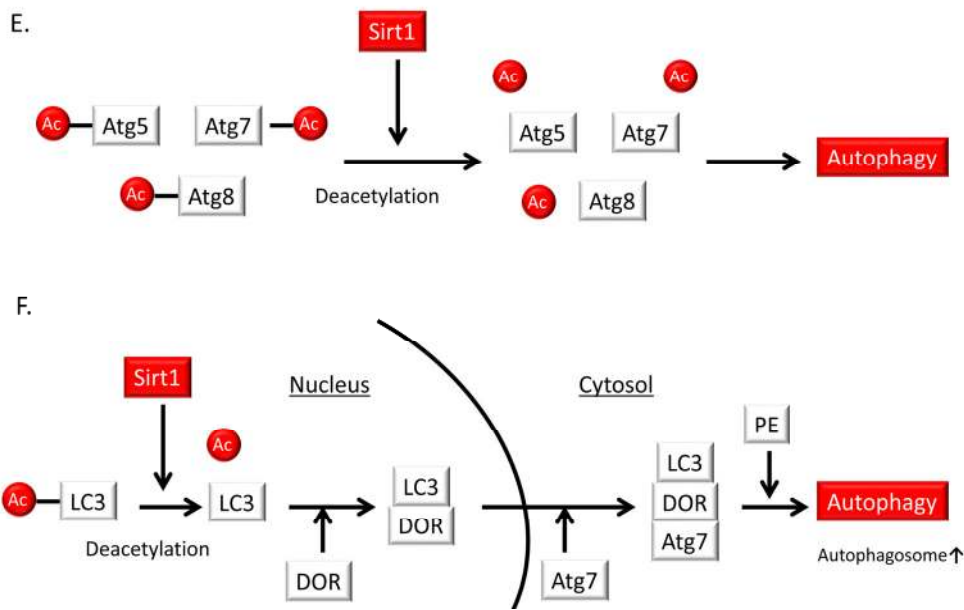 E.
Sirt1
Ac
Ac
Ac
Atg5
Atg7
Ac
Atg5
Atg7
Autophagy
Ac
Atg8
Deacetylation
Ac
Atg8
F.
Sirt1
Nucleus
Cytosol
Ac
PE
Ac
LC3
LC3
LC3
DOR
LC3
DOR
Atg7
Autophagy
Deacetylation
DOR
Atg7
Autophagosome↑